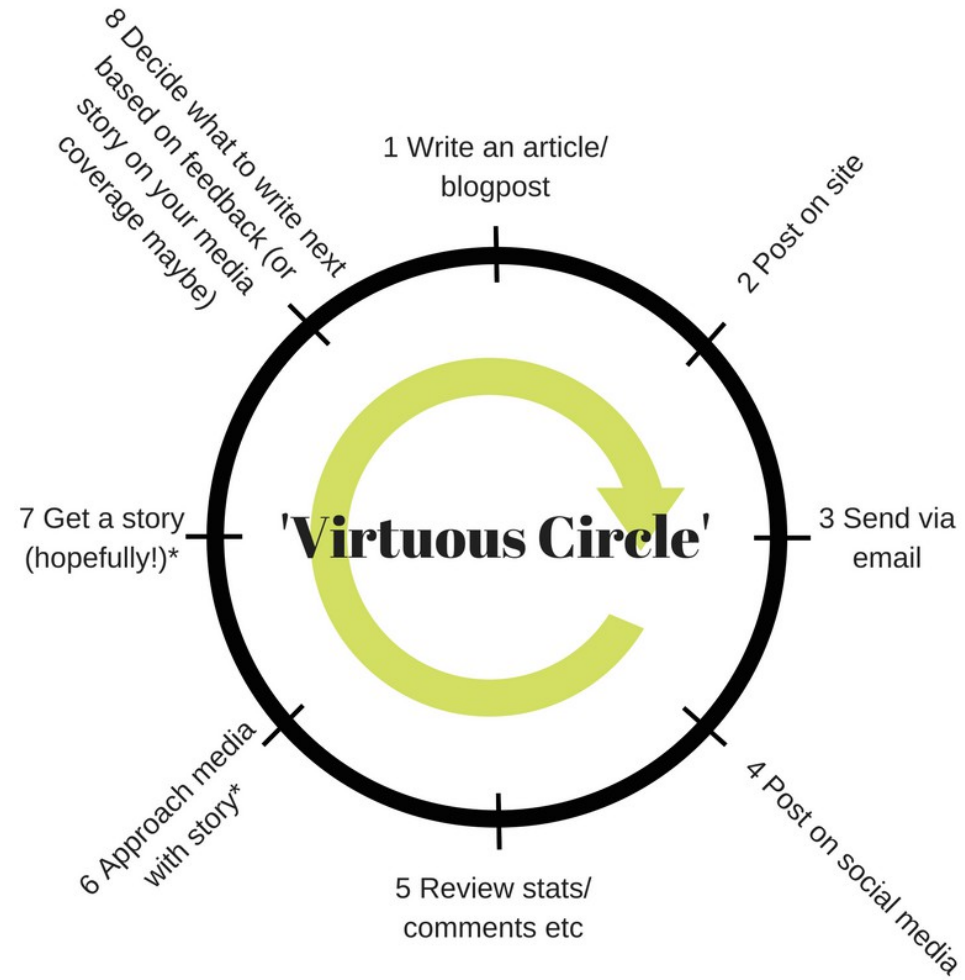 1 Write an article/
blogpost
2 Post on site
3 Send via
email
4 Post on social media
5 Review stats/
comments etc
6 Approach media
with story*
7 Get a story
(hopefully!)*
8 Decide what to write next
based on feedback (or
story on your media
coverage maybe)
'Virtuous Circle'